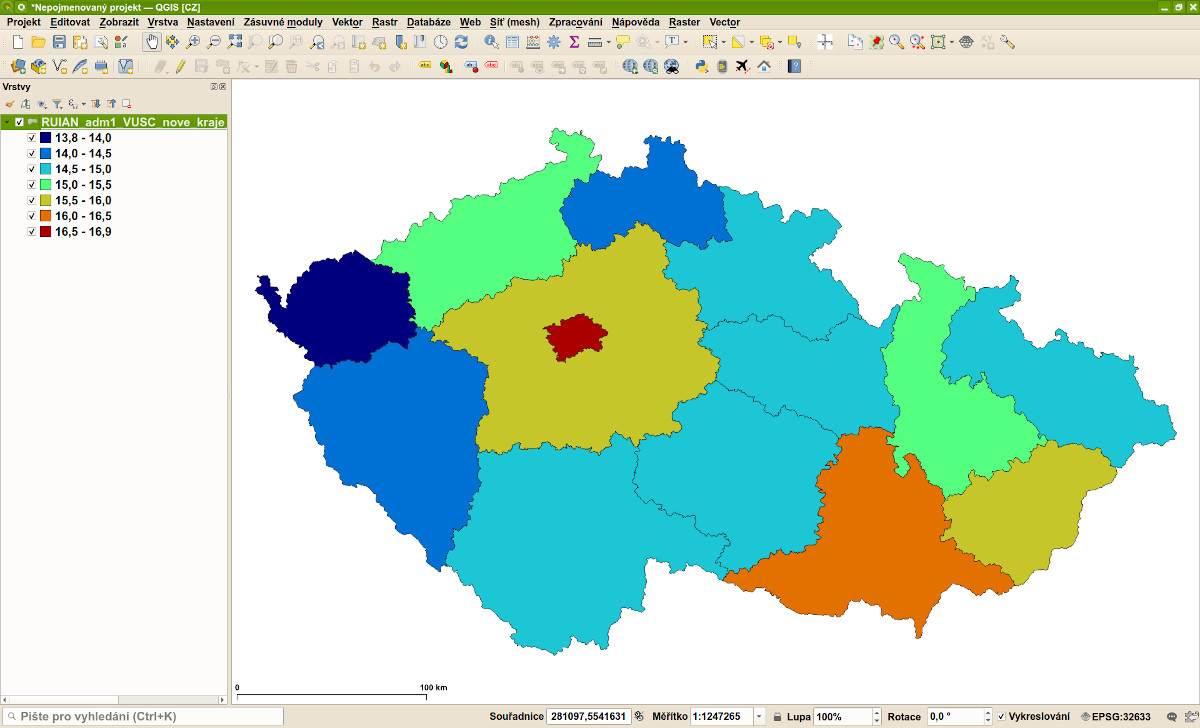 *Nepojmenovaný projekt — QGIS [CZ]
Projekt Editovat Zobrazit Vrstva Nastavení Zásuvné moduly Vektor Rastr Databáze Web Síť (mesh) Zpracování Nápověda Raster Vector
Vrstvy
RUIAN_adm1_VUSC_nove_kraje
13,8 - 14,0
14,0 - 14,5
14,5 - 15,0
15,0 - 15,5
15,5 - 16,0
16,0 - 16,5
16,5 - 16,9
0 100 km
Pište pro vyhledání (Ctrl+K) Souřadnice 281097,5541631 Měřítko 1:1247265 Lupa 100% Rotace 0,0 ° Vykreslování EPSG:32633